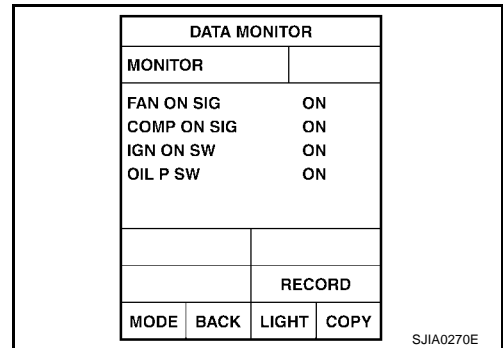 DATA MONITOR
MONITOR
FAN ON SIG ON
COMP ON SIG ON
IGN ON SW ON
OIL P SW ON
RECORD
MODE BACK LIGHT COPY
SJIA0270E